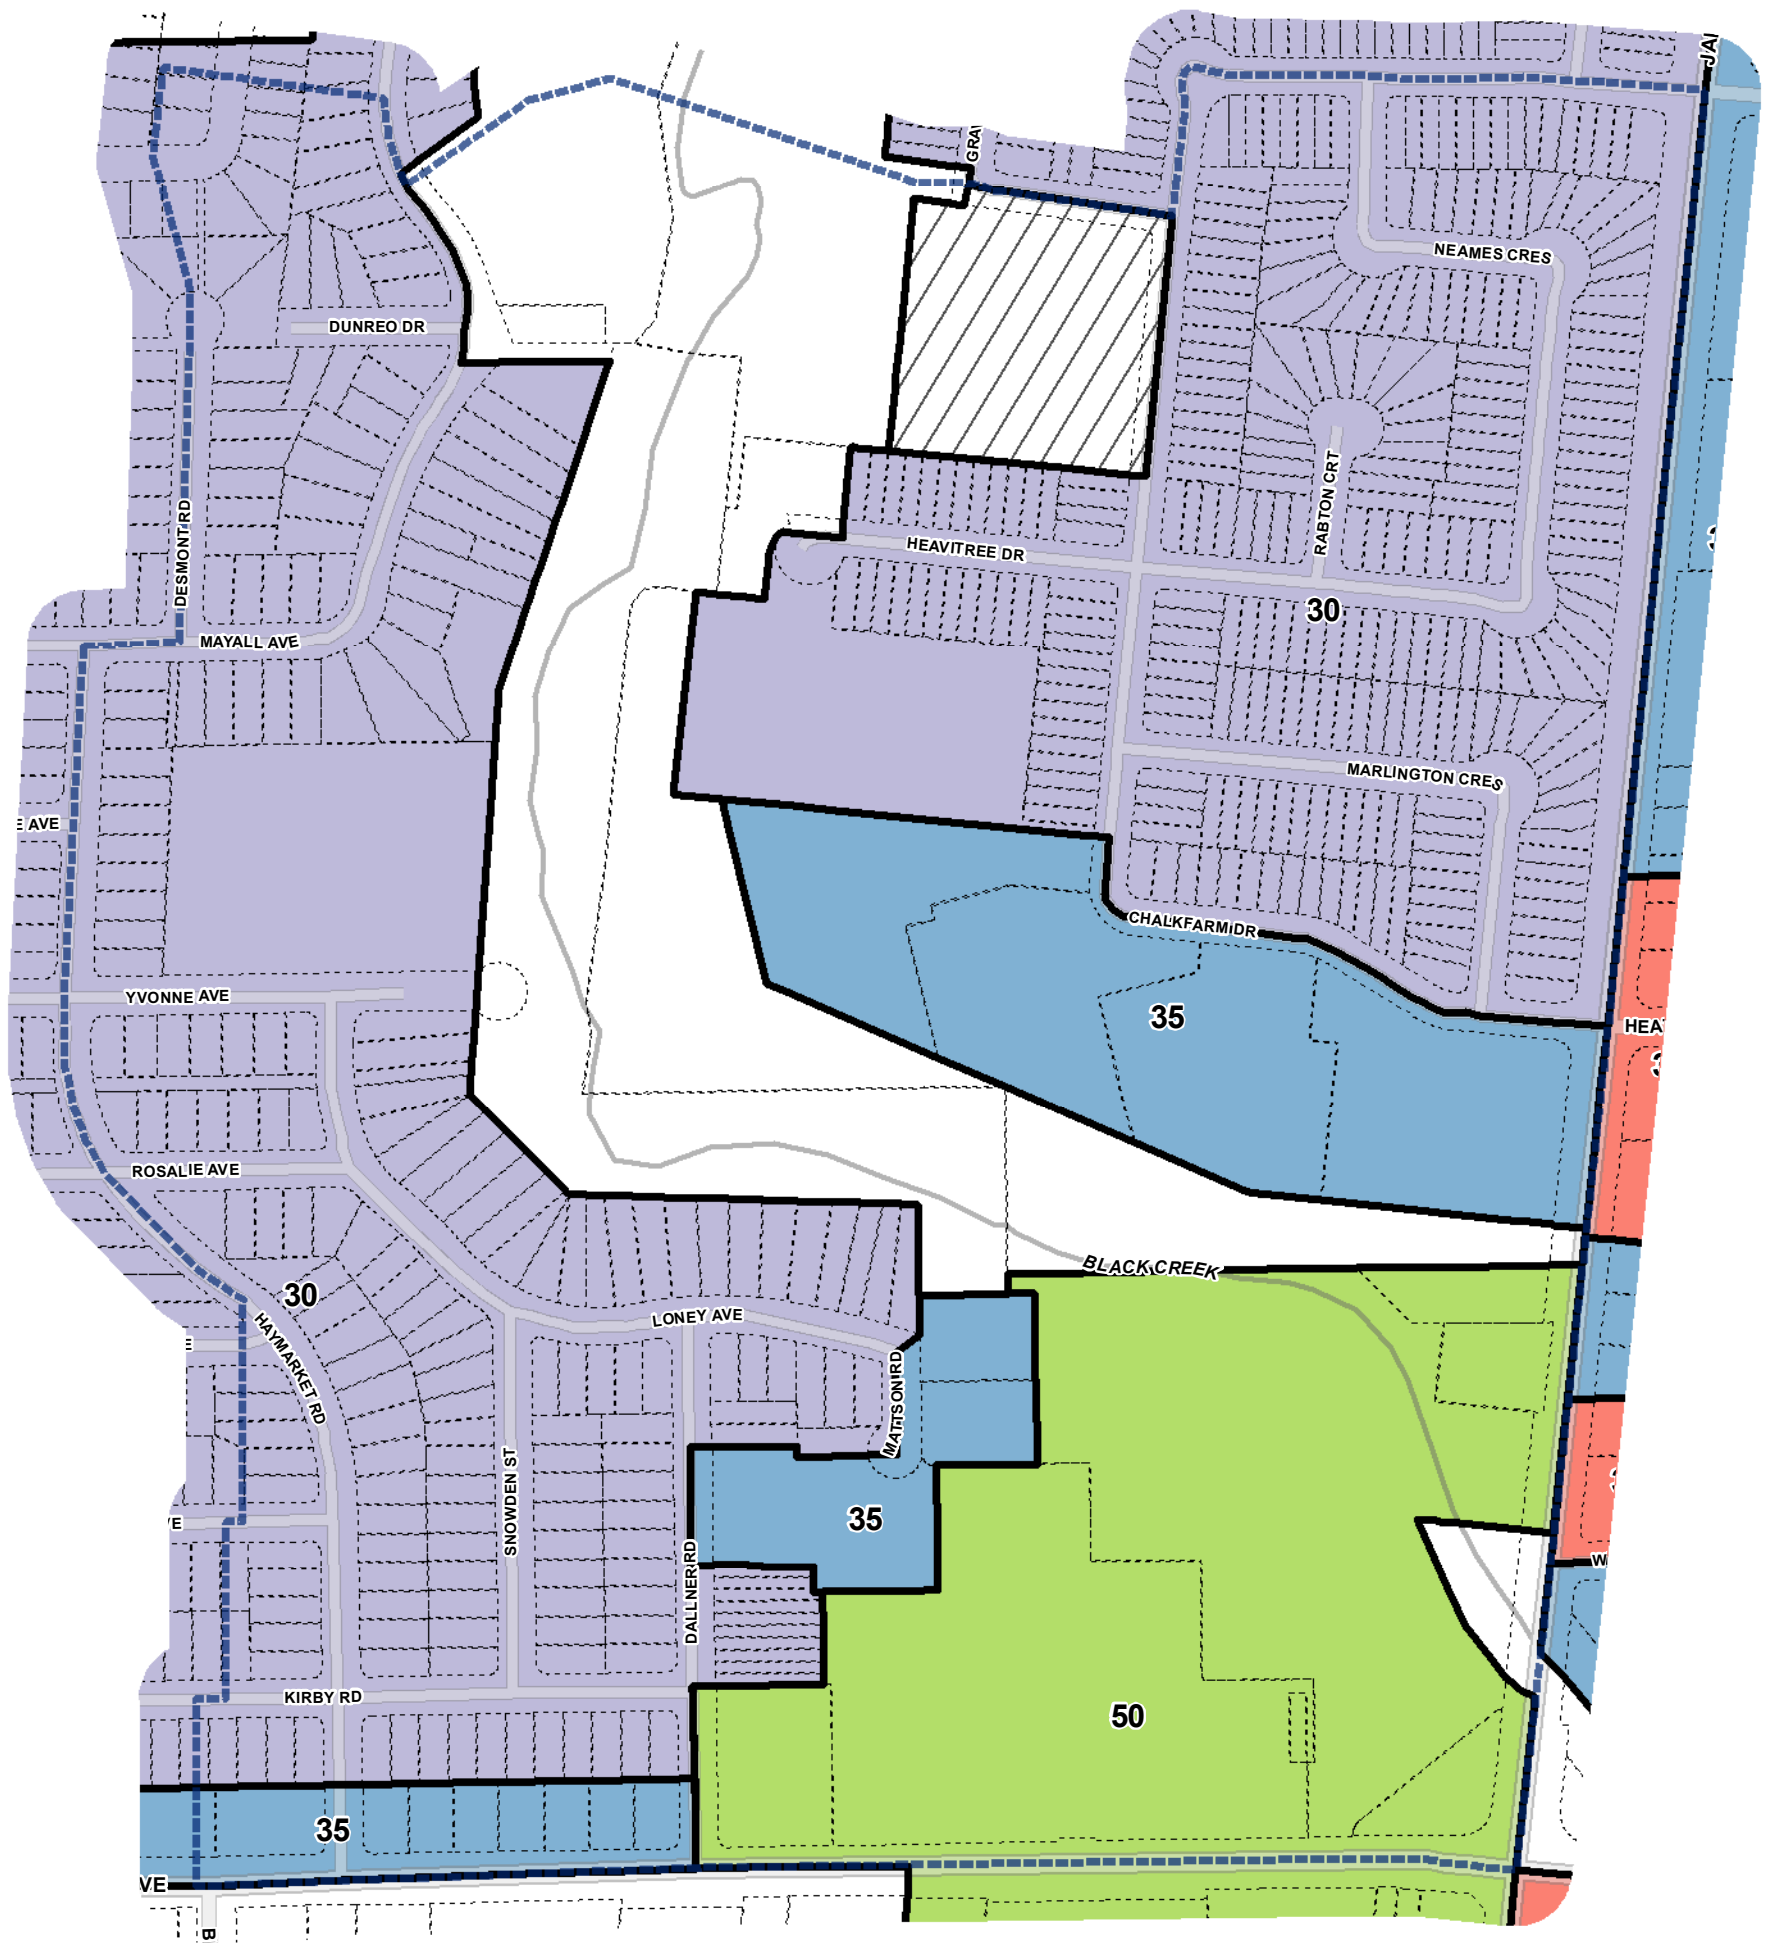 JAI
GRA
NEAMES CRES
DUNREO DR
RABTON CRT
HEAVITREE DR
DESMONT RD
30
MAYALL AVE
MARLINGTON CRES
E AVE
CHALKFARM DR
YVONNE AVE
35
HEA
ROSALIE AVE
BLACK CREEK
30
HAYMARKET RD
LONEY AVE
E
MATTSON RD
SNOWDEN ST
35
E
DALLNER RD
W
KIRBY RD
50
35
VE
B